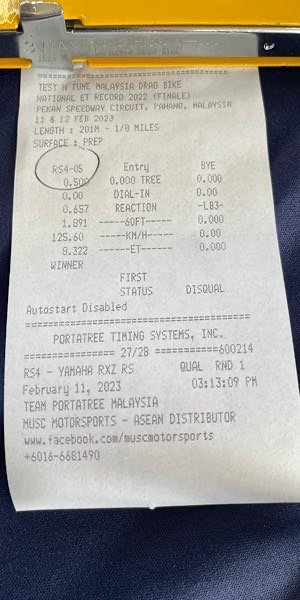 TEST N TUNE MALAYSIA DRAG BIKE
NATIONAL ET RECORD 2022 (FINALE)
PEKAN SPEEDWAY CIRCUIT, PAHANG, MALAYSIA
11 & 12 FEB 2023
LENGTH : 201M - 1/8 MILES
SURFACE : PREP
RS4-05 Entry BYE
0.500 0.000 TREE 0.000
0.00 DIAL-IN 0.00
0.657 REACTION -LB3-
1.891 ------60FT----- 0.000
125.60 -----KM/H----- 0.00
8.322 ------ET----- 0.000
WINNER
FIRST
STATUS DISQUAL
Autostart Disabled
PORTATREE TIMING SYSTEMS, INC.
=============== 27/28 ===========600214
RS4 - YAMAHA RXZ RS QUAL RND 1
February 11, 2023 03:13:09 PM
TEAM PORTATREE MALAYSIA
MUSC MOTORSPORTS - ASEAN DISTRIBUTOR
www.facebook.com/muscmotorsports
+6016-6681490